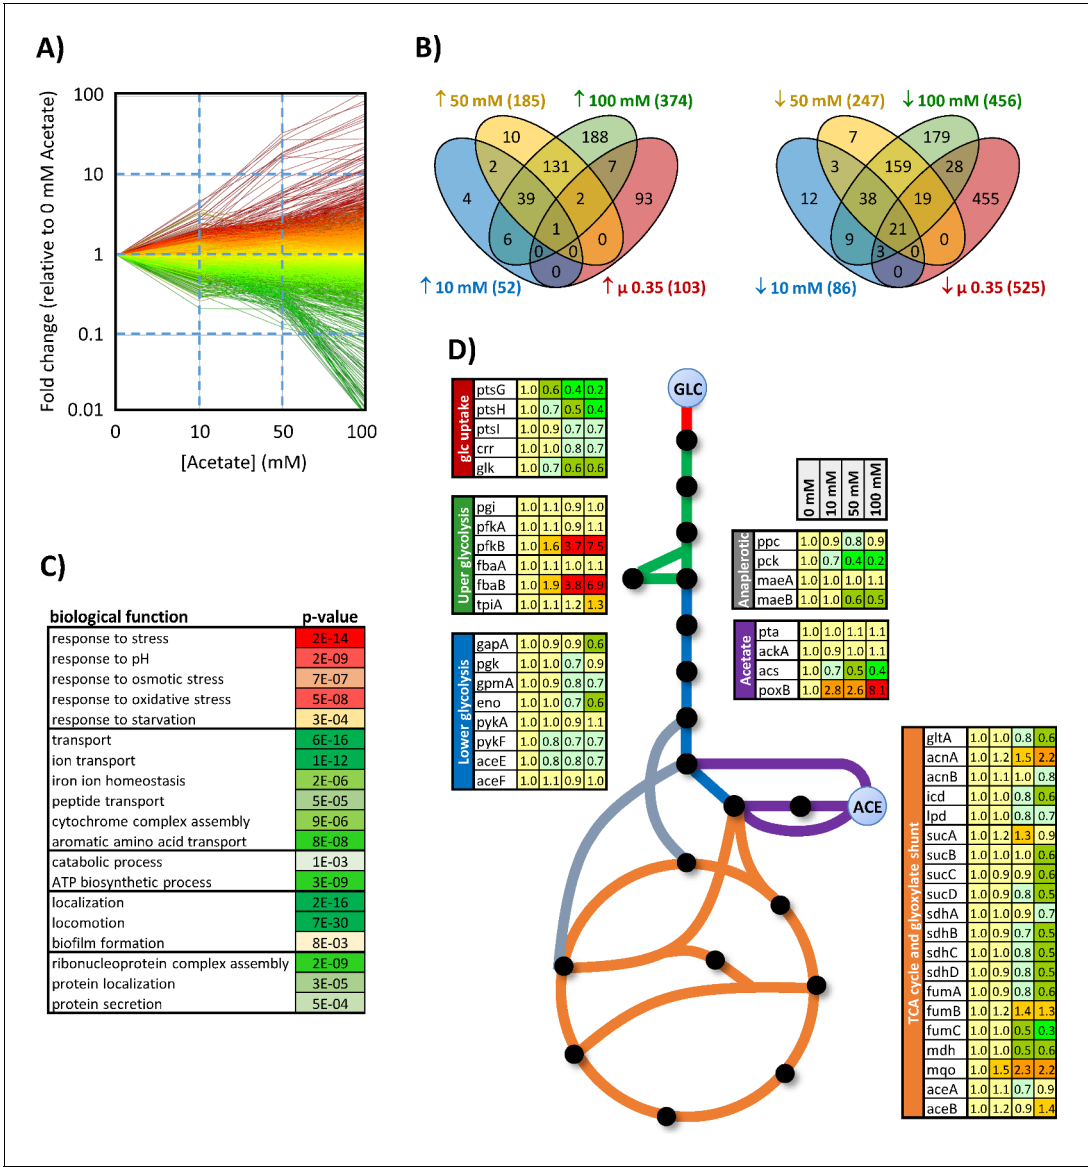 A)
100
10
1
0.1
0.01
0
10
50
100
[Acetate] (mM)
Fold change (relative to 0 mM Acetate)
B)
↑ 50 mM (185)
↑ 100 mM (374)
10
188
2
131
7
4
39
2
93
6
1
0
0
0
0
↑ 10 mM (52)
↑ µ 0.35 (103)
↓ 50 mM (247)
↓ 100 mM (456)
7
179
3
159
28
12
38
19
455
9
21
0
3
0
0
↓ 10 mM (86)
↓ µ 0.35 (525)
C)
biological function p-value
response to stress 2E-14
response to pH 2E-09
response to osmotic stress 7E-07
response to oxidative stress 5E-08
response to starvation 3E-04
transport 6E-16
ion transport 1E-12
iron ion homeostasis 2E-06
peptide transport 5E-05
cytochrome complex assembly 9E-06
aromatic amino acid transport 8E-08
catabolic process 1E-03
ATP biosynthetic process 3E-09
localization 2E-16
locomotion 7E-30
biofilm formation 8E-03
ribonucleoprotein complex assembly 2E-09
protein localization 3E-05
protein secretion 5E-04
D)
glc uptake
ptsG 1.0 0.6 0.4 0.2
ptsH 1.0 0.7 0.5 0.4
ptsI 1.0 0.9 0.7 0.7
crr 1.0 1.0 0.8 0.7
glk 1.0 0.7 0.6 0.6
Uper glycolysis
pgi 1.0 1.1 0.9 1.0
pfkA 1.0 1.1 0.9 1.1
pfkB 1.0 1.6 3.7 7.5
fbaA 1.0 1.1 1.0 1.1
fbaB 1.0 1.9 3.8 6.9
tpiA 1.0 1.1 1.2 1.3
Lower glycolysis
gapA 1.0 0.9 0.9 0.6
pgk 1.0 1.0 0.7 0.9
gpmA 1.0 0.9 0.8 0.7
eno 1.0 1.0 0.7 0.6
pykA 1.0 1.0 0.9 1.1
pykF 1.0 0.8 0.7 0.7
aceE 1.0 0.8 0.8 0.7
aceF 1.0 1.1 0.9 1.0
GLC
ACE
0 mM
10 mM
50 mM
100 mM
Anaplerotic
ppc 1.0 0.9 0.8 0.9
pck 1.0 0.7 0.4 0.2
maeA 1.0 1.0 1.0 1.1
maeB 1.0 1.0 0.6 0.5
Acetate
pta 1.0 1.0 1.1 1.1
ackA 1.0 0.9 1.0 1.1
acs 1.0 0.7 0.5 0.4
poxB 1.0 2.8 2.6 8.1
TCA cycle and glyoxylate shunt
gltA 1.0 1.0 0.8 0.6
acnA 1.0 1.2 1.5 2.2
acnB 1.0 1.1 1.0 0.8
icd 1.0 1.0 0.8 0.6
lpd 1.0 1.0 0.8 0.7
sucA 1.0 1.2 1.3 0.9
sucB 1.0 1.0 1.0 0.6
sucC 1.0 0.9 0.9 0.6
sucD 1.0 0.9 0.8 0.5
sdhA 1.0 1.0 0.9 0.7
sdhB 1.0 0.9 0.7 0.5
sdhC 1.0 1.0 0.8 0.5
sdhD 1.0 0.9 0.8 0.5
fumA 1.0 0.9 0.8 0.6
fumB 1.0 1.2 1.4 1.3
fumC 1.0 1.0 0.5 0.3
mdh 1.0 1.0 0.5 0.6
mqo 1.0 1.5 2.3 2.2
aceA 1.0 1.1 0.7 0.9
aceB 1.0 1.2 0.9 1.4